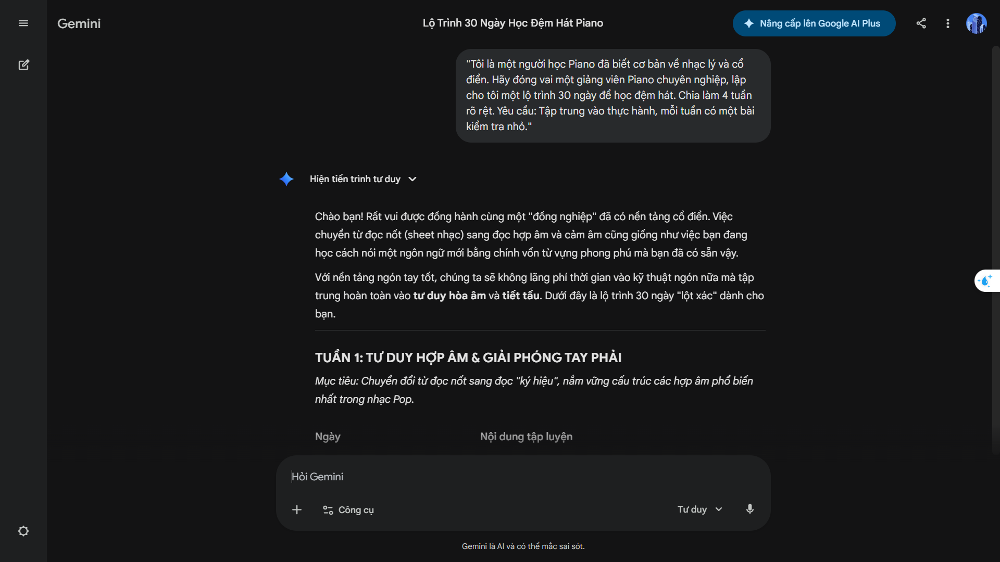 Gemini
Lộ Trình 30 Ngày Học Đệm Hát Piano
Nâng cấp lên Google AI Plus
"Tôi là một người học Piano đã biết cơ bản về nhạc lý và cổ
điển. Hãy đóng vai một giảng viên Piano chuyên nghiệp, lập
cho tôi một lộ trình 30 ngày để học đệm hát. Chia làm 4 tuần
rõ rệt. Yêu cầu: Tập trung vào thực hành, mỗi tuần có một bài
kiểm tra nhỏ."
Hiện tiến trình tư duy
Chào bạn! Rất vui được đồng hành cùng một "đồng nghiệp" đã có nền tảng cổ điển. Việc
chuyển từ đọc nốt (sheet nhạc) sang đọc hợp âm và cảm âm cũng giống như việc bạn đang
học cách nói một ngôn ngữ mới bằng chính vốn từ vựng phong phú mà bạn đã có sẵn vậy.
Với nền tảng ngón tay tốt, chúng ta sẽ không lãng phí thời gian vào kỹ thuật ngón nữa mà tập
trung hoàn toàn vào tư duy hòa âm và tiết tấu. Dưới đây là lộ trình 30 ngày "lột xác" dành cho
bạn.
TUẦN 1: TƯ DUY HỢP ÂM & GIẢI PHÓNG TAY PHẢI
Mục tiêu: Chuyển đổi từ đọc nốt sang đọc "ký hiệu", nắm vững cấu trúc các hợp âm phổ biến
nhất trong nhạc Pop.
Ngày
Nội dung tập luyện
Hỏi Gemini
Công cụ
Tư duy
Gemini là AI và có thể mắc sai sót.